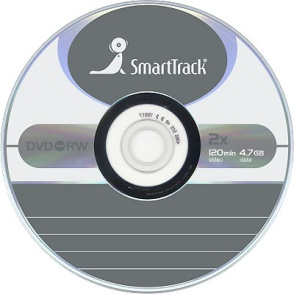 SMARTTRACK®
DVD RW
2x
120min 4.7GB
video data